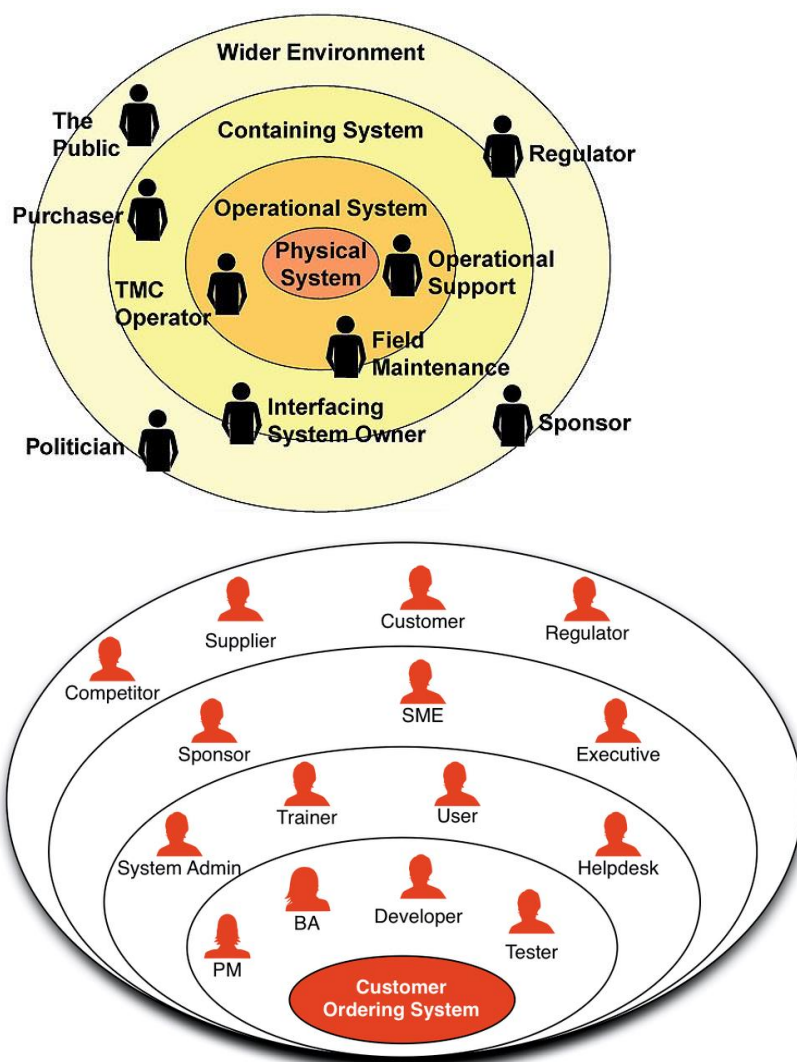 Wider Environment
The
Public
Containing System
Regulator
Purchaser
Operational System
Physical
System
Operational
Support
TMC
Operator
Field
Maintenance
Interfacing
System Owner
Sponsor
Politician
Customer
Regulator
Supplier
Competitor
SME
Sponsor
Executive
Trainer
User
System Admin
Helpdesk
BA
Developer
Tester
PM
Customer
Ordering System